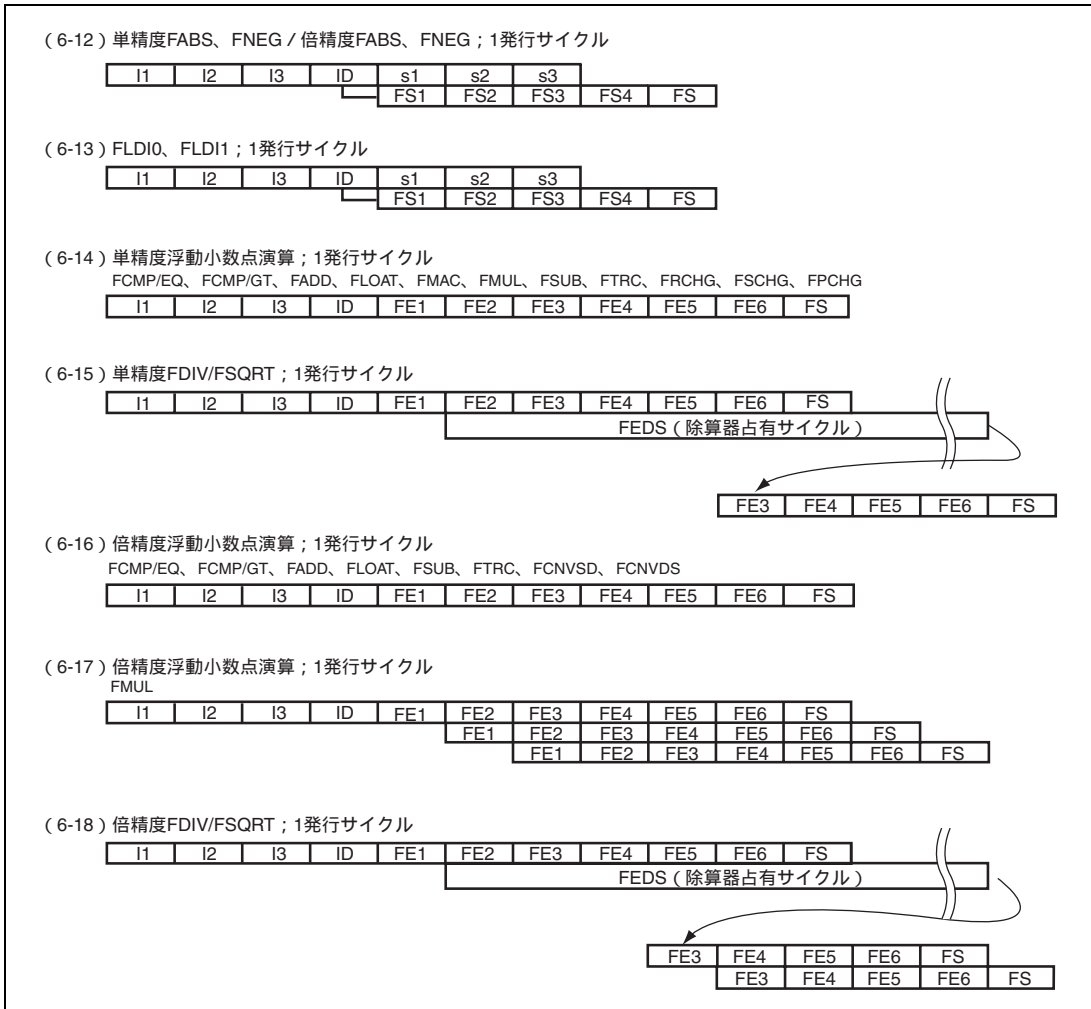 （6-12）単精度FABS、FNEG / 倍精度FABS、FNEG；1発行サイクル
I1 I2 I3 ID s1 s2 s3
FS1 FS2 FS3 FS4 FS
（6-13）FLDI0、FLDI1；1発行サイクル
I1 I2 I3 ID s1 s2 s3
FS1 FS2 FS3 FS4 FS
（6-14）単精度浮動小数点演算；1発行サイクル
FCMP/EQ、FCMP/GT、FADD、FLOAT、FMAC、FMUL、FSUB、FTRC、FRCHG、FSCHG、FPCHG
I1 I2 I3 ID FE1 FE2 FE3 FE4 FE5 FE6 FS
（6-15）単精度FDIV/FSQRT；1発行サイクル
I1 I2 I3 ID FE1 FE2 FE3 FE4 FE5 FE6 FS
FEDS（除算器占有サイクル）
FE3 FE4 FE5 FE6 FS
（6-16）倍精度浮動小数点演算；1発行サイクル
FCMP/EQ、FCMP/GT、FADD、FLOAT、FSUB、FTRC、FCNVSD、FCNVDS
I1 I2 I3 ID FE1 FE2 FE3 FE4 FE5 FE6 FS
（6-17）倍精度浮動小数点演算；1発行サイクル
FMUL
I1 I2 I3 ID FE1 FE2 FE3 FE4 FE5 FE6 FS
FE1 FE2 FE3 FE4 FE5 FE6 FS
FE1 FE2 FE3 FE4 FE5 FE6 FS
（6-18）倍精度FDIV/FSQRT；1発行サイクル
I1 I2 I3 ID FE1 FE2 FE3 FE4 FE5 FE6 FS
FEDS（除算器占有サイクル）
FE3 FE4 FE5 FE6 FS
FE3 FE4 FE5 FE6 FS